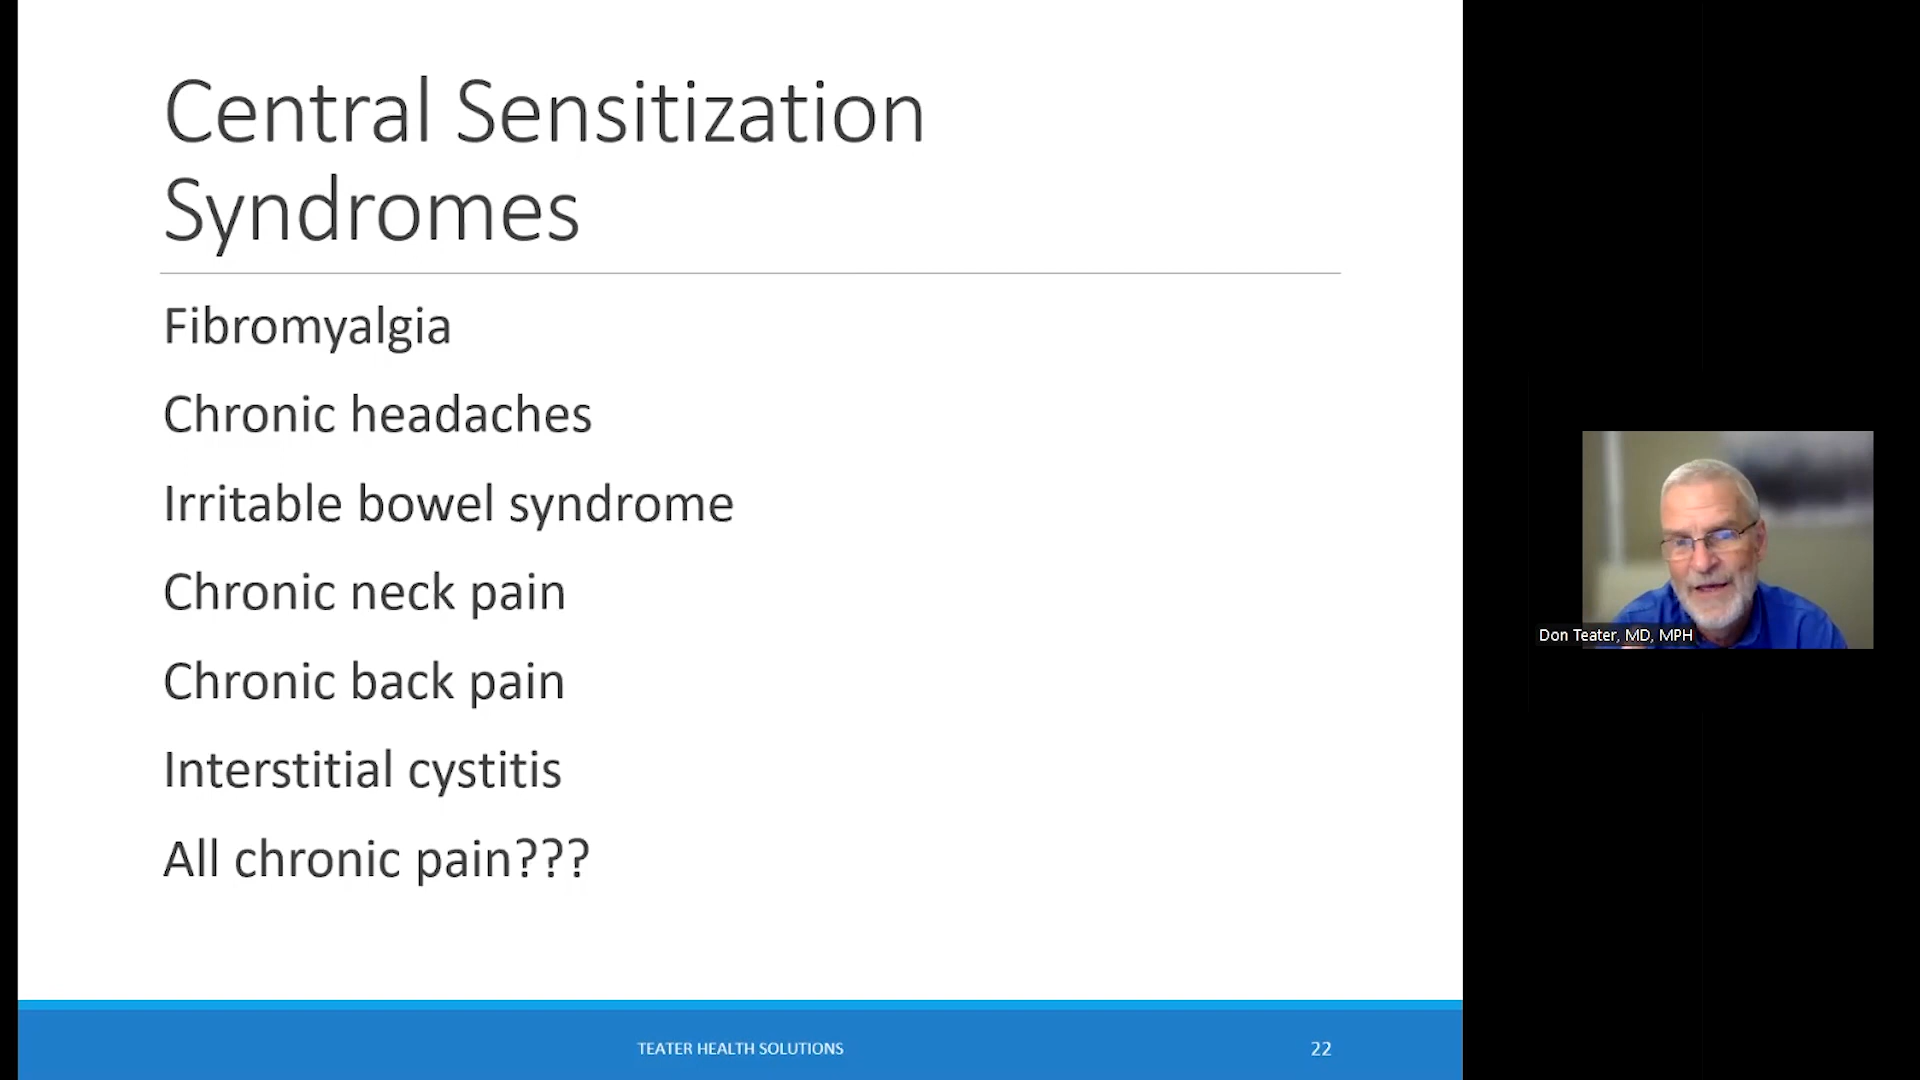 Central Sensitization
Syndromes
Fibromyalgia
Chronic headaches
Irritable bowel syndrome
Chronic neck pain
Chronic back pain
Interstitial cystitis
All chronic pain???
TEATER HEALTH SOLUTIONS
22
Don Teater, MD, MPH